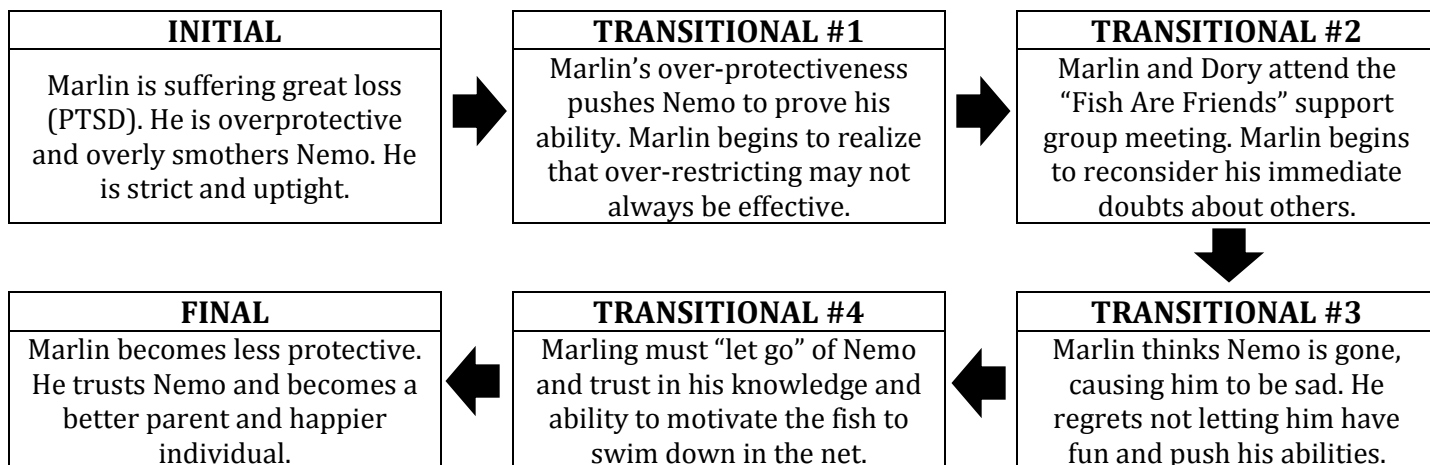 INITIAL
Marlin is suffering great loss
(PTSD). He is overprotective
and overly smothers Nemo. He
is strict and uptight.
TRANSITIONAL #1
Marlin’s over-protectiveness
pushes Nemo to prove his
ability. Marlin begins to realize
that over-restricting may not
always be effective.
TRANSITIONAL #2
Marlin and Dory attend the
“Fish Are Friends” support
group meeting. Marlin begins
to reconsider his immediate
doubts about others.
TRANSITIONAL #3
Marlin thinks Nemo is gone,
causing him to be sad. He
regrets not letting him have
fun and push his abilities.
TRANSITIONAL #4
Marling must “let go” of Nemo
and trust in his knowledge and
ability to motivate the fish to
swim down in the net.
FINAL
Marlin becomes less protective.
He trusts Nemo and becomes a
better parent and happier
individual.